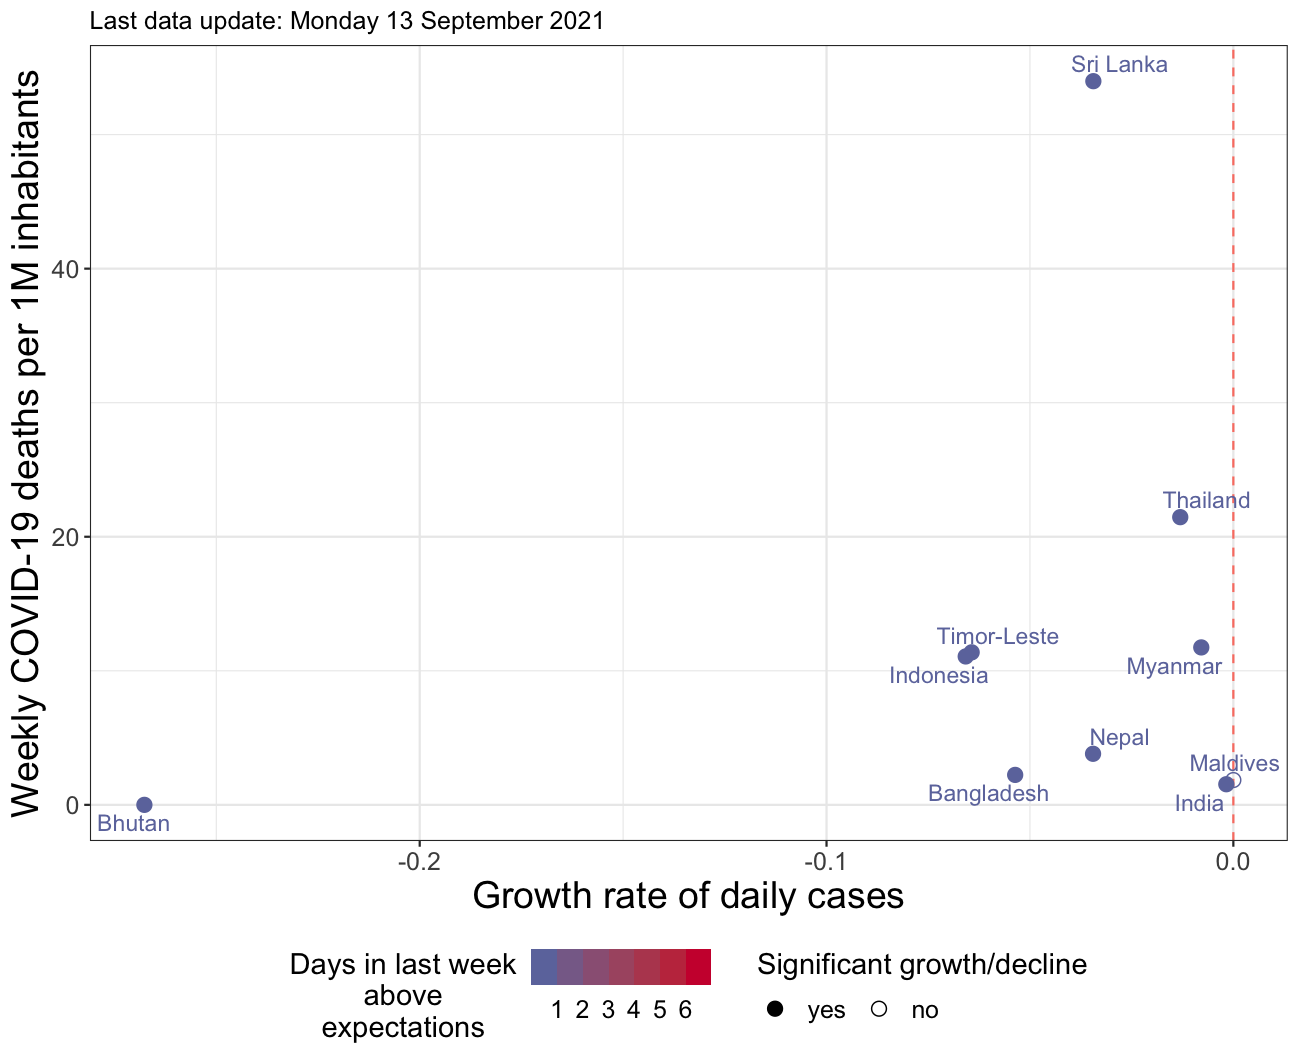 Last data update: Monday 13 September 2021
Weekly COVID-19 deaths per 1M inhabitants
Sri Lanka
40
Thailand
20
Timor-Leste
Indonesia
Myanmar
Nepal
Maldives
Bangladesh
India
0
Bhutan
-0.2
-0.1
0.0
Growth rate of daily cases
Days in last week
above
expectations
1 2 3 4 5 6
Significant growth/decline
yes no